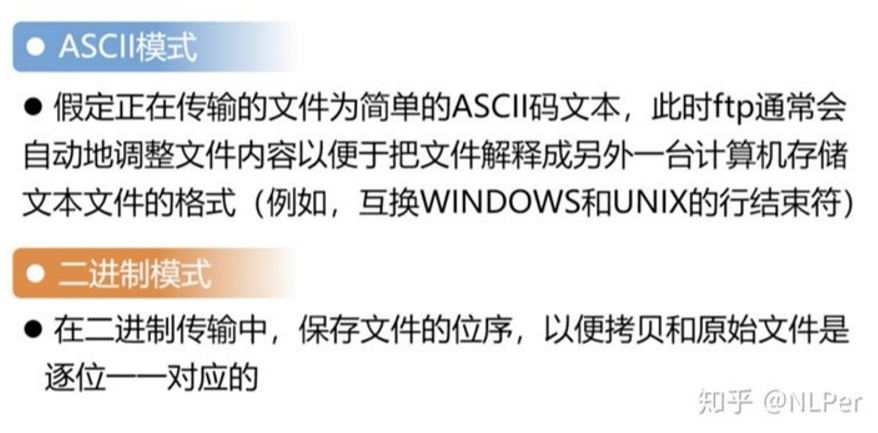 ● ASCII模式
● 假定正在传输的文件为简单的ASCII码文本，此时ftp通常会
自动地调整文件内容以便于把文件解释成另外一台计算机存储
文本文件的格式（例如，互换WINDOWS和UNIX的行结束符）
● 二进制模式
● 在二进制传输中，保存文件的位序，以便拷贝和原始文件是
逐位一一对应的
知乎 @NLPer